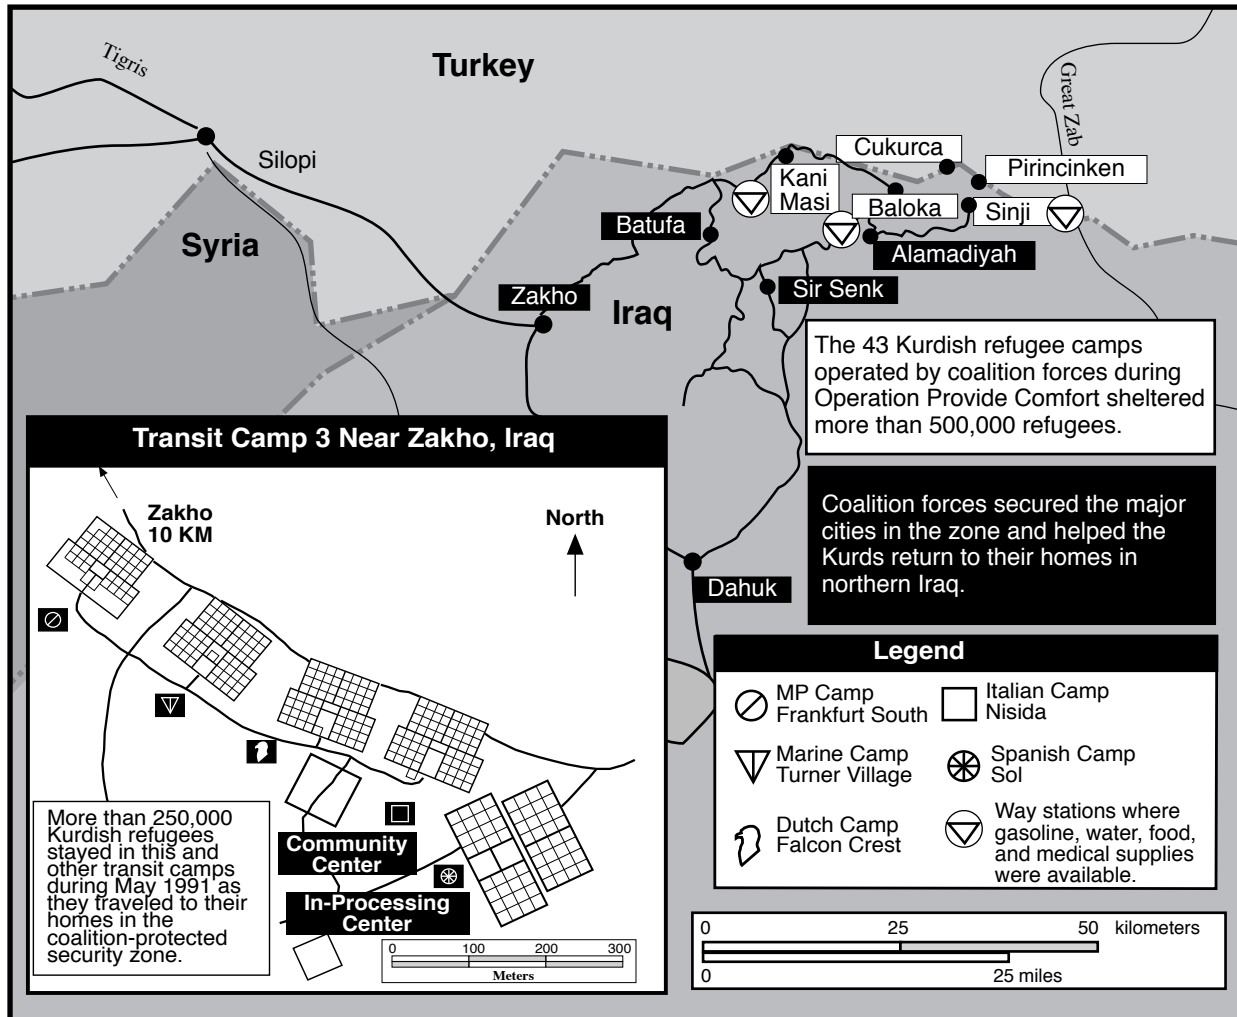 Tigris
Turkey
Great Zab
Silopi
Cukurca
Pirincinken
Kani
Masi
Baloka
Sinji
Syria
Batufa
Alamadiyah
Zakho
Iraq
Sir Senk
The 43 Kurdish refugee camps
operated by coalition forces during
Operation Provide Comfort sheltered
more than 500,000 refugees.
Coalition forces secured the major
cities in the zone and helped the
Kurds return to their homes in
northern Iraq.
Dahuk
Transit Camp 3 Near Zakho, Iraq
Zakho
10 KM
North
Community
Center
In-Processing
Center
More than 250,000
Kurdish refugees
stayed in this and
other transit camps
during May 1991 as
they traveled to their
homes in the
coalition-protected
security zone.
0 100 200 300
Meters
Legend
MP Camp
Frankfurt South
Italian Camp
Nisida
Marine Camp
Turner Village
Spanish Camp
Sol
Dutch Camp
Falcon Crest
Way stations where
gasoline, water, food,
and medical supplies
were available.
0 25 50 kilometers
0 25 miles